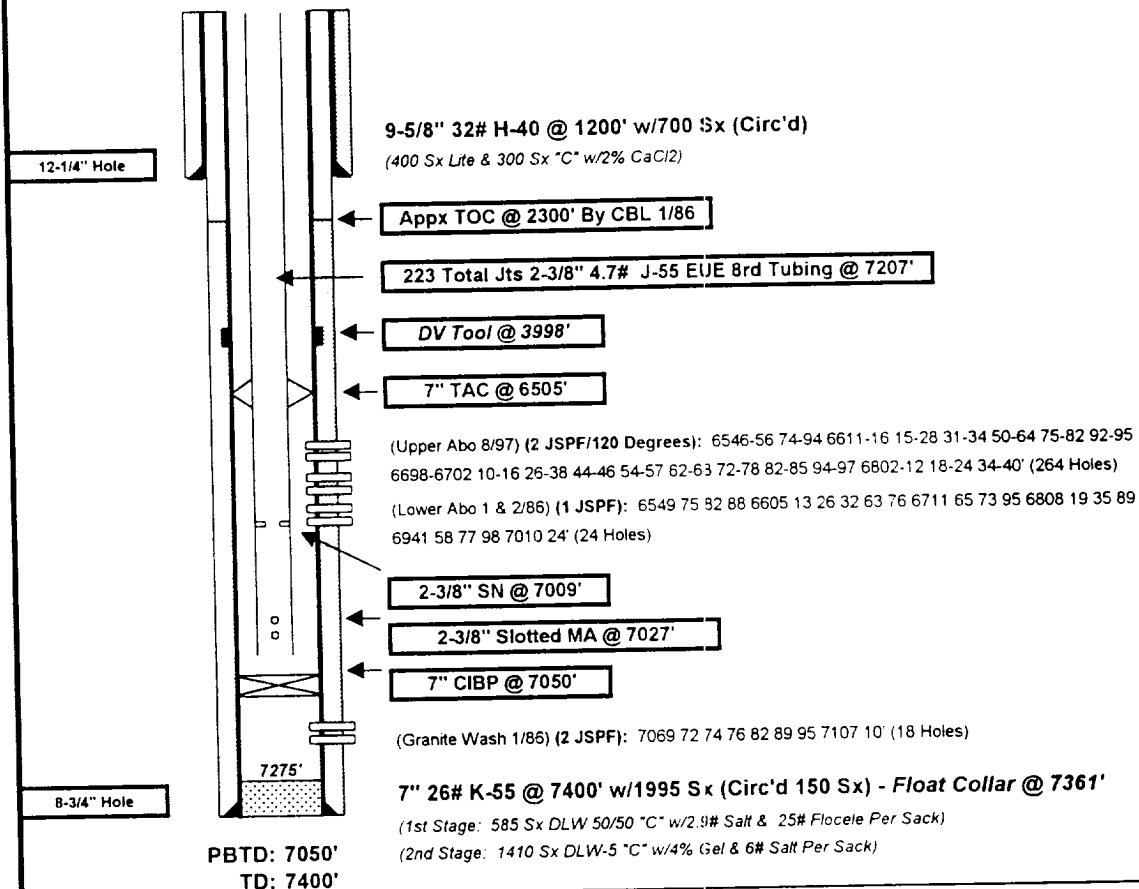 9-5/8" 32# H-40 @ 1200' w/700 Sx (Circ'd)
(400 Sx Lite & 300 Sx "C" w/2% CaCl2)
12-1/4" Hole
Appx TOC @ 2300' By CBL 1/86
223 Total Jts 2-3/8" 4.7# J-55 EUE 8rd Tubing @ 7207'
DV Tool @ 3998'
7" TAC @ 6505'
(Upper Abo 8/97) (2 JSPF/120 Degrees): 6546-56 74-94 6611-16 15-28 31-34 50-64 75-82 92-95
6698-6702 10-16 26-38 44-46 54-57 62-63 72-78 82-85 94-97 6802-12 18-24 34-40' (264 Holes)
(Lower Abo 1 & 2/86) (1 JSPF): 6549 75 82 88 6605 13 26 32 63 76 6711 65 73 95 6808 19 35 89
6941 58 77 98 7010 24' (24 Holes)
2-3/8" SN @ 7009'
2-3/8" Slotted MA @ 7027'
7" CIBP @ 7050'
(Granite Wash 1/86) (2 JSPF): 7069 72 74 76 82 89 95 7107 10' (18 Holes)
7275'
8-3/4" Hole
7" 26# K-55 @ 7400' w/1995 Sx (Circ'd 150 Sx) - Float Collar @ 7361'
(1st Stage: 585 Sx DLW 50/50 "C" w/2.9# Salt & 25# Flocele Per Sack)
(2nd Stage: 1410 Sx DLW-5 "C" w/4% Gel & 6# Salt Per Sack)
PBTD: 7050'
TD: 7400'